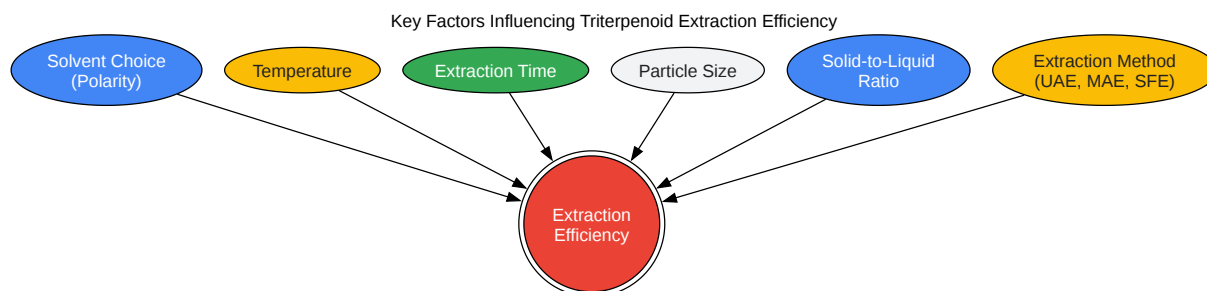 Key Factors Influencing Triterpenoid Extraction Efficiency
Solvent Choice
(Polarity)
Temperature
Extraction Time
Particle Size
Solid-to-Liquid
Ratio
Extraction Method
(UAE, MAE, SFE)
Extraction
Efficiency